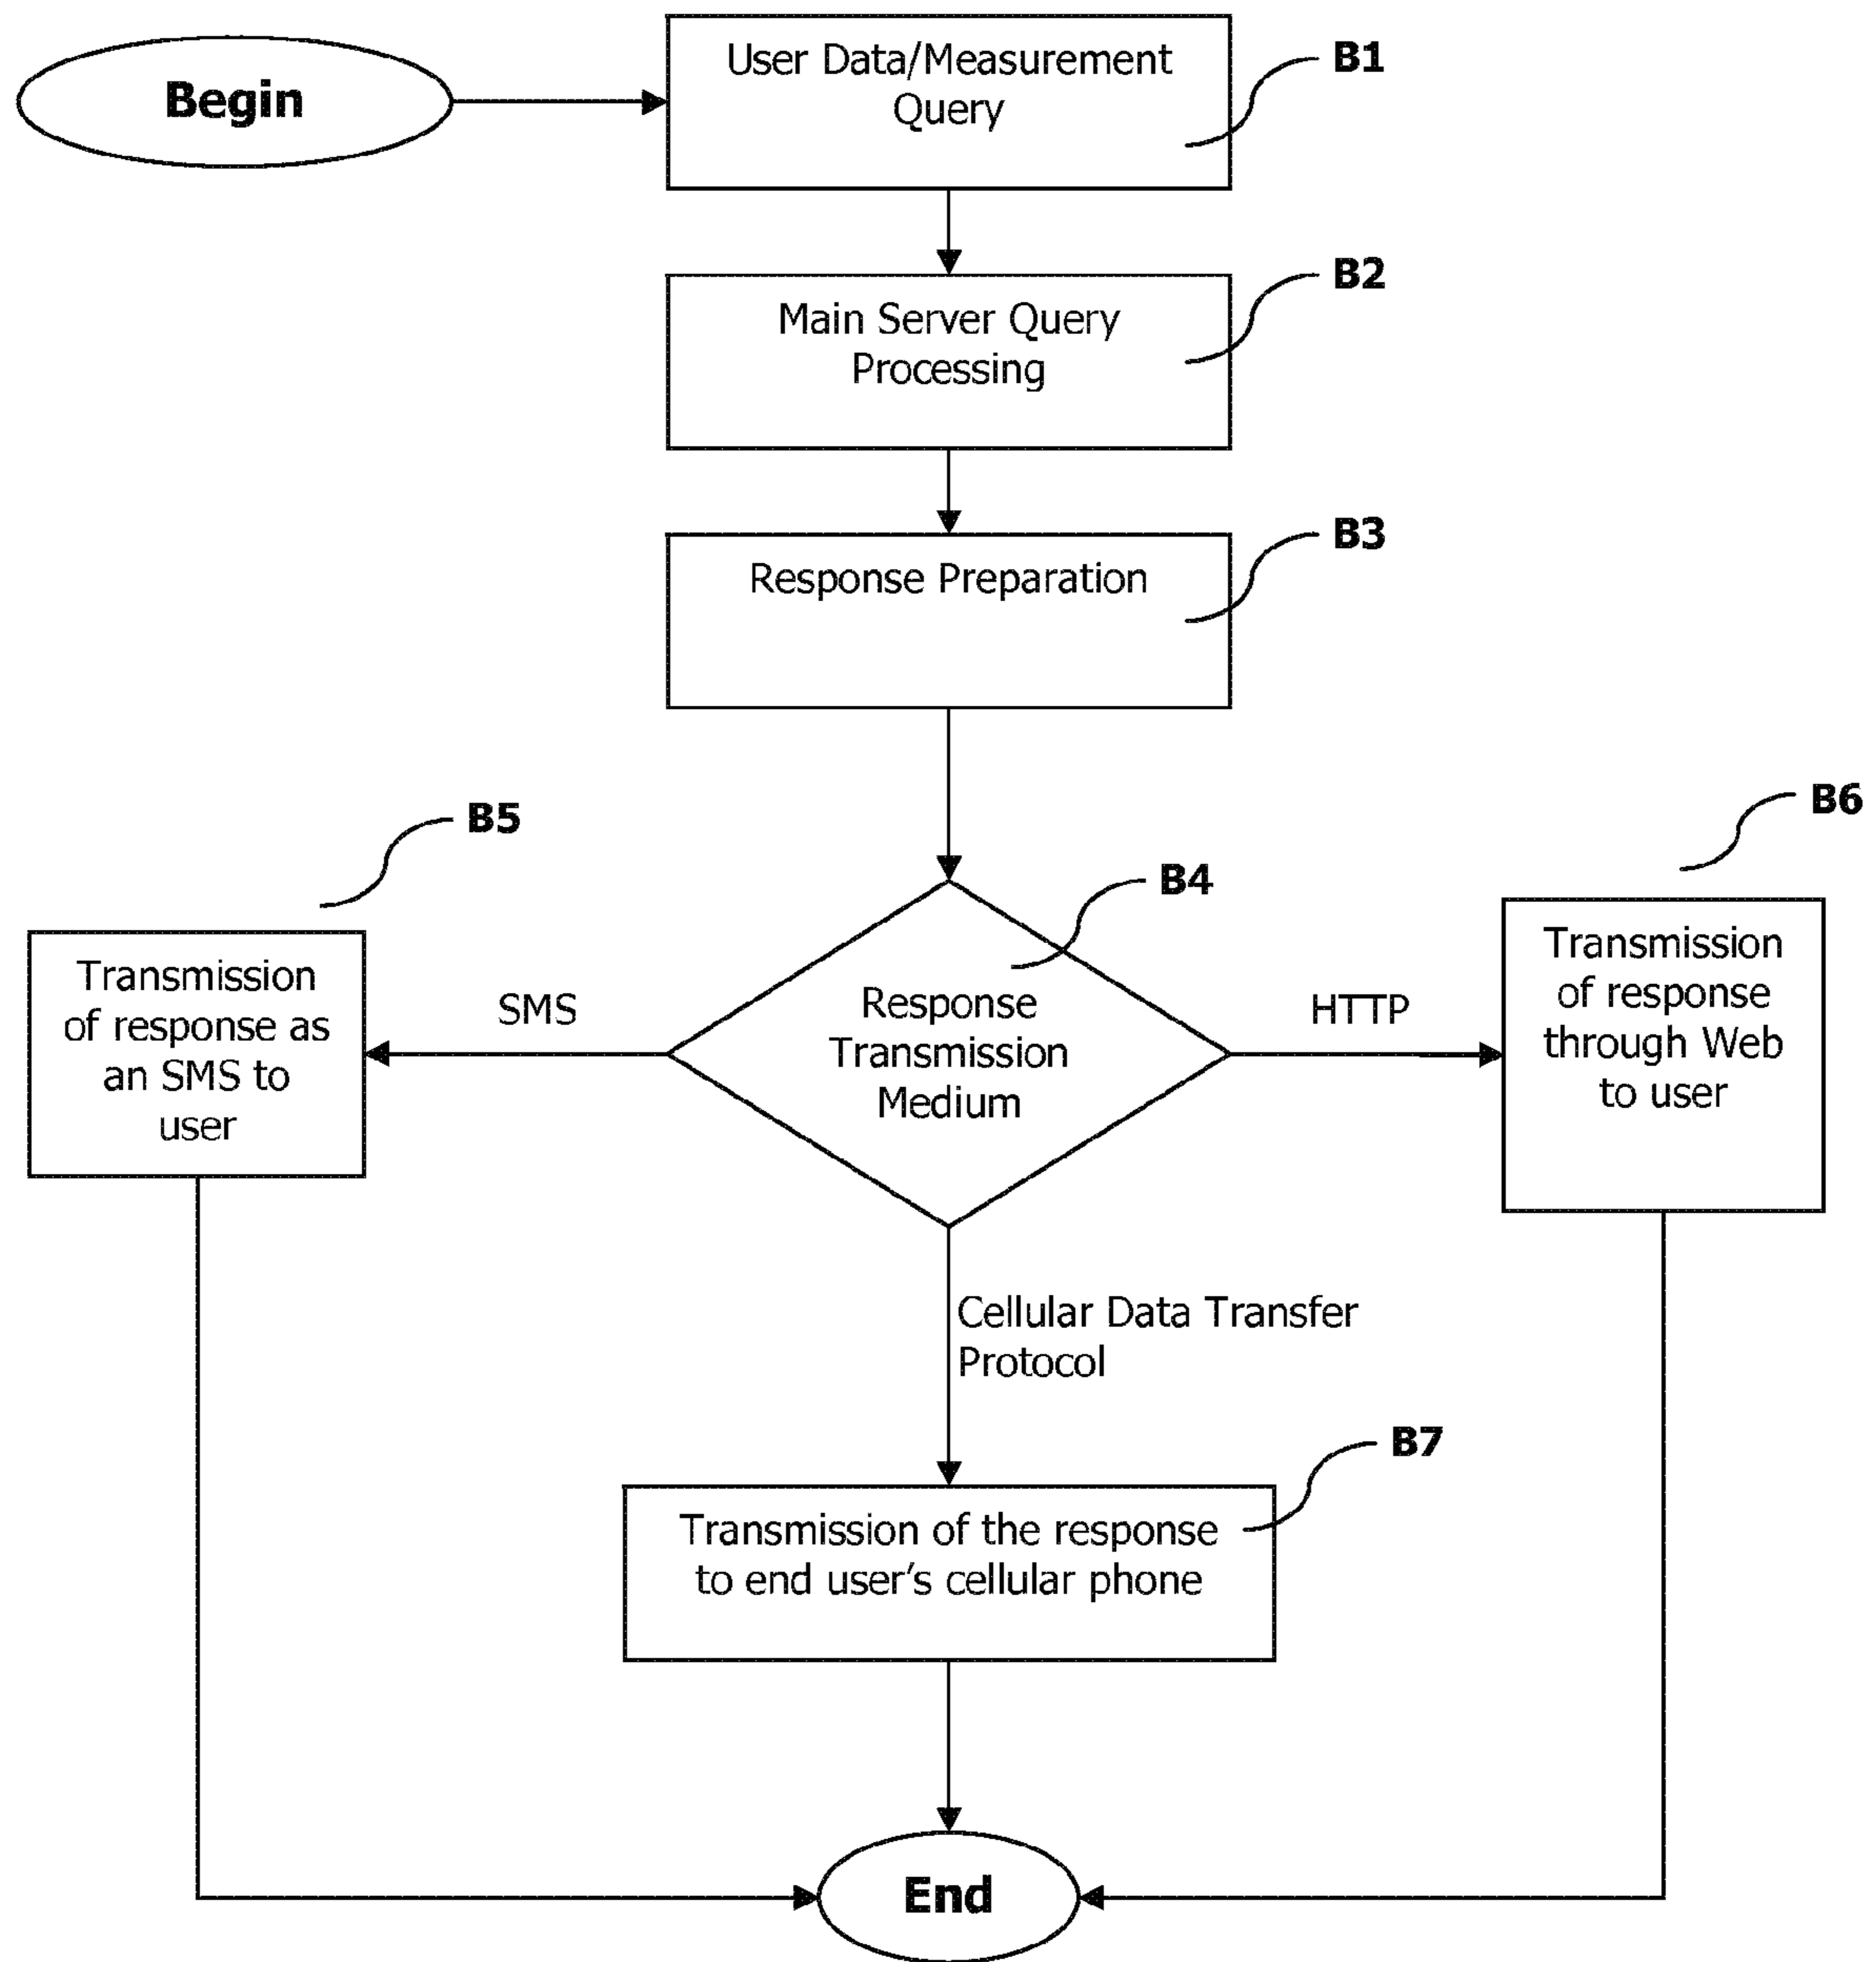 Begin
User Data/Measurement
Query
B1
Main Server Query
Processing
B2
Response Preparation
B3
B5
B6
B4
Transmission
of response as
an SMS to
user
SMS
Response
Transmission
Medium
HTTP
Transmission
of response
through Web
to user
Cellular Data Transfer
Protocol
B7
Transmission of the response
to end user's cellular phone
End